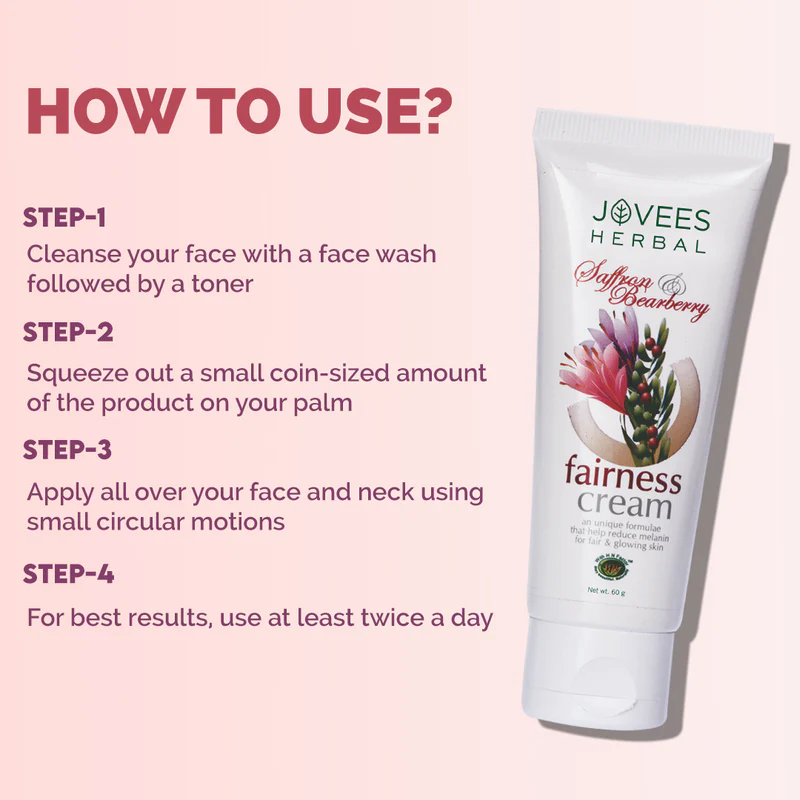 HOW TO USE?
STEP-1
Cleanse your face with a face wash
followed by a toner
STEP-2
Squeeze out a small coin-sized amount
of the product on your palm
STEP-3
Apply all over your face and neck using
small circular motions
STEP-4
For best results, use at least twice a day
JOVEES
HERBAL
Saffron &
Bearberry
fairness
cream
an unique formulae
that help reduce melanin
for fair & glowing skin
Net wt. 60 g